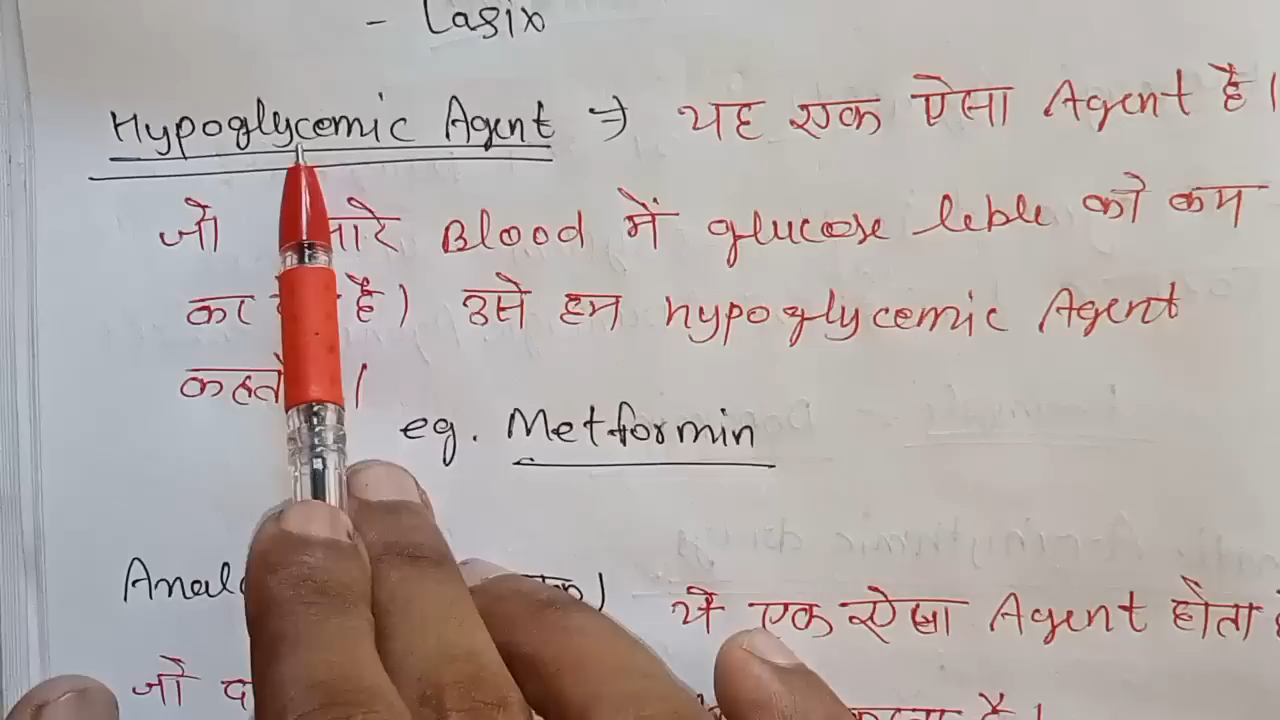 - Lasix
Hypoglycemic Agent => यह एक ऐसा Agent है।
जो Blood में glucose leble को कम
है) उसे हम hypoglycemic Agent
कहते ।
eg. Metformin
ये एक ऐसा Agent होता
जो
है।